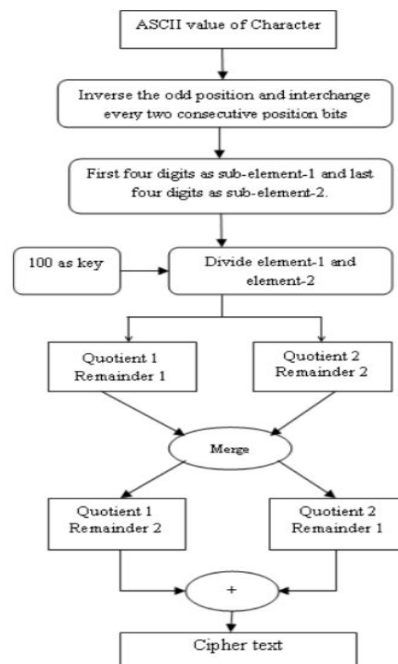 ASCII value of Character
Inverse the odd position and interchange
every two consecutive position bits
First four digits as sub-element-1 and last
four digits as sub-element-2.
100 as key
Divide element-1 and
element-2
Quotient 1
Remainder 1
Quotient 2
Remainder 2
Merge
Quotient 1
Remainder 2
Quotient 2
Remainder 1
+
Cipher text